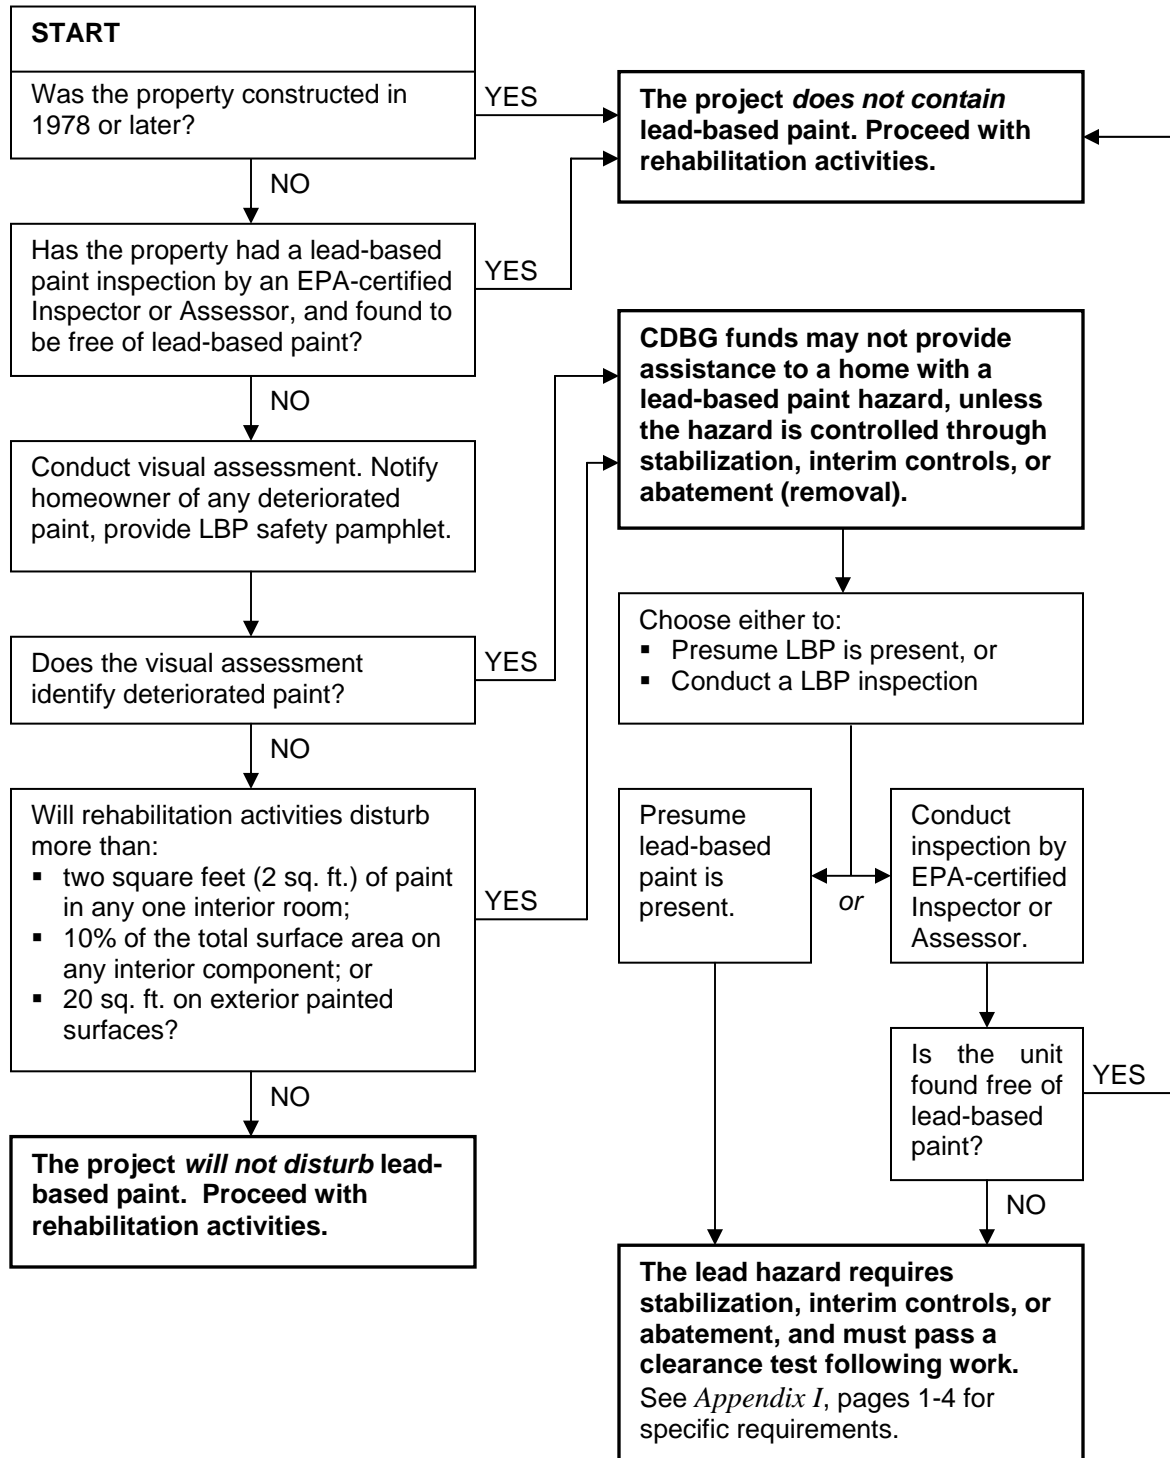 START
Was the property constructed in
1978 or later?
YES
NO
The project does not contain
lead-based paint. Proceed with
rehabilitation activities.
Has the property had a lead-based
paint inspection by an EPA-certified
Inspector or Assessor, and found to
be free of lead-based paint?
YES
NO
CDBG funds may not provide
assistance to a home with a
lead-based paint hazard, unless
the hazard is controlled through
stabilization, interim controls, or
abatement (removal).
Conduct visual assessment. Notify
homeowner of any deteriorated
paint, provide LBP safety pamphlet.
Does the visual assessment
identify deteriorated paint?
YES
NO
Choose either to:
▪ Presume LBP is present, or
▪ Conduct a LBP inspection
Will rehabilitation activities disturb
more than:
▪ two square feet (2 sq. ft.) of paint
in any one interior room;
▪ 10% of the total surface area on
any interior component; or
▪ 20 sq. ft. on exterior painted
surfaces?
YES
NO
Presume
lead-based
paint is
present.
or
Conduct
inspection by
EPA-certified
Inspector or
Assessor.
Is the unit
found free of
lead-based
paint?
YES
NO
The project will not disturb lead-
based paint. Proceed with
rehabilitation activities.
The lead hazard requires
stabilization, interim controls, or
abatement, and must pass a
clearance test following work.
See Appendix I, pages 1-4 for
specific requirements.